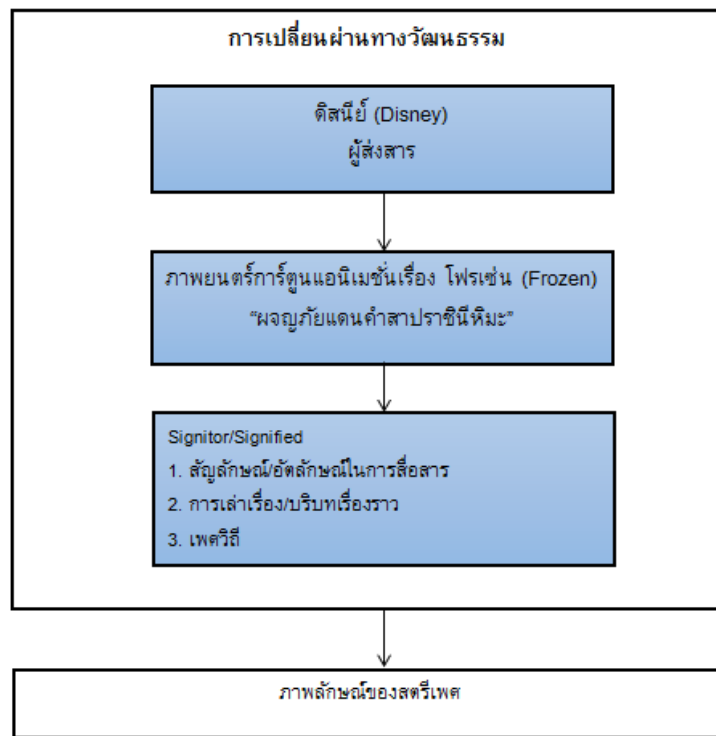 การเปลี่ยนผ่านทางวัฒนธรรม
ดิสนีย์ (Disney)
ผู้ส่งสาร
ภาพยนตร์การ์ตูนแอนิเมชั่นเรื่อง โฟรเซ่น (Frozen)
“ผจญภัยแดนคำสาปราชินีหิมะ”
Signitor/Signified
1. สัญลักษณ์/อัตลักษณ์ในการสื่อสาร
2. การเล่าเรื่อง/บริบทเรื่องราว
3. เพศวิถี
ภาพลักษณ์ของสตรีเพศ